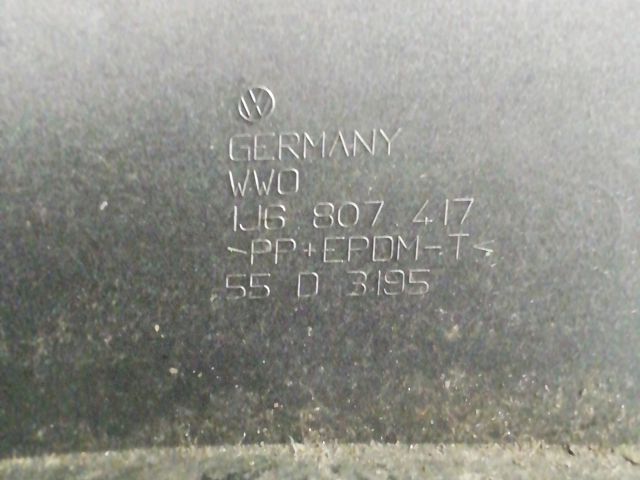 GERMANY
WWO
1J6 807 417
>PP+EPDM-T<
55 D 3195